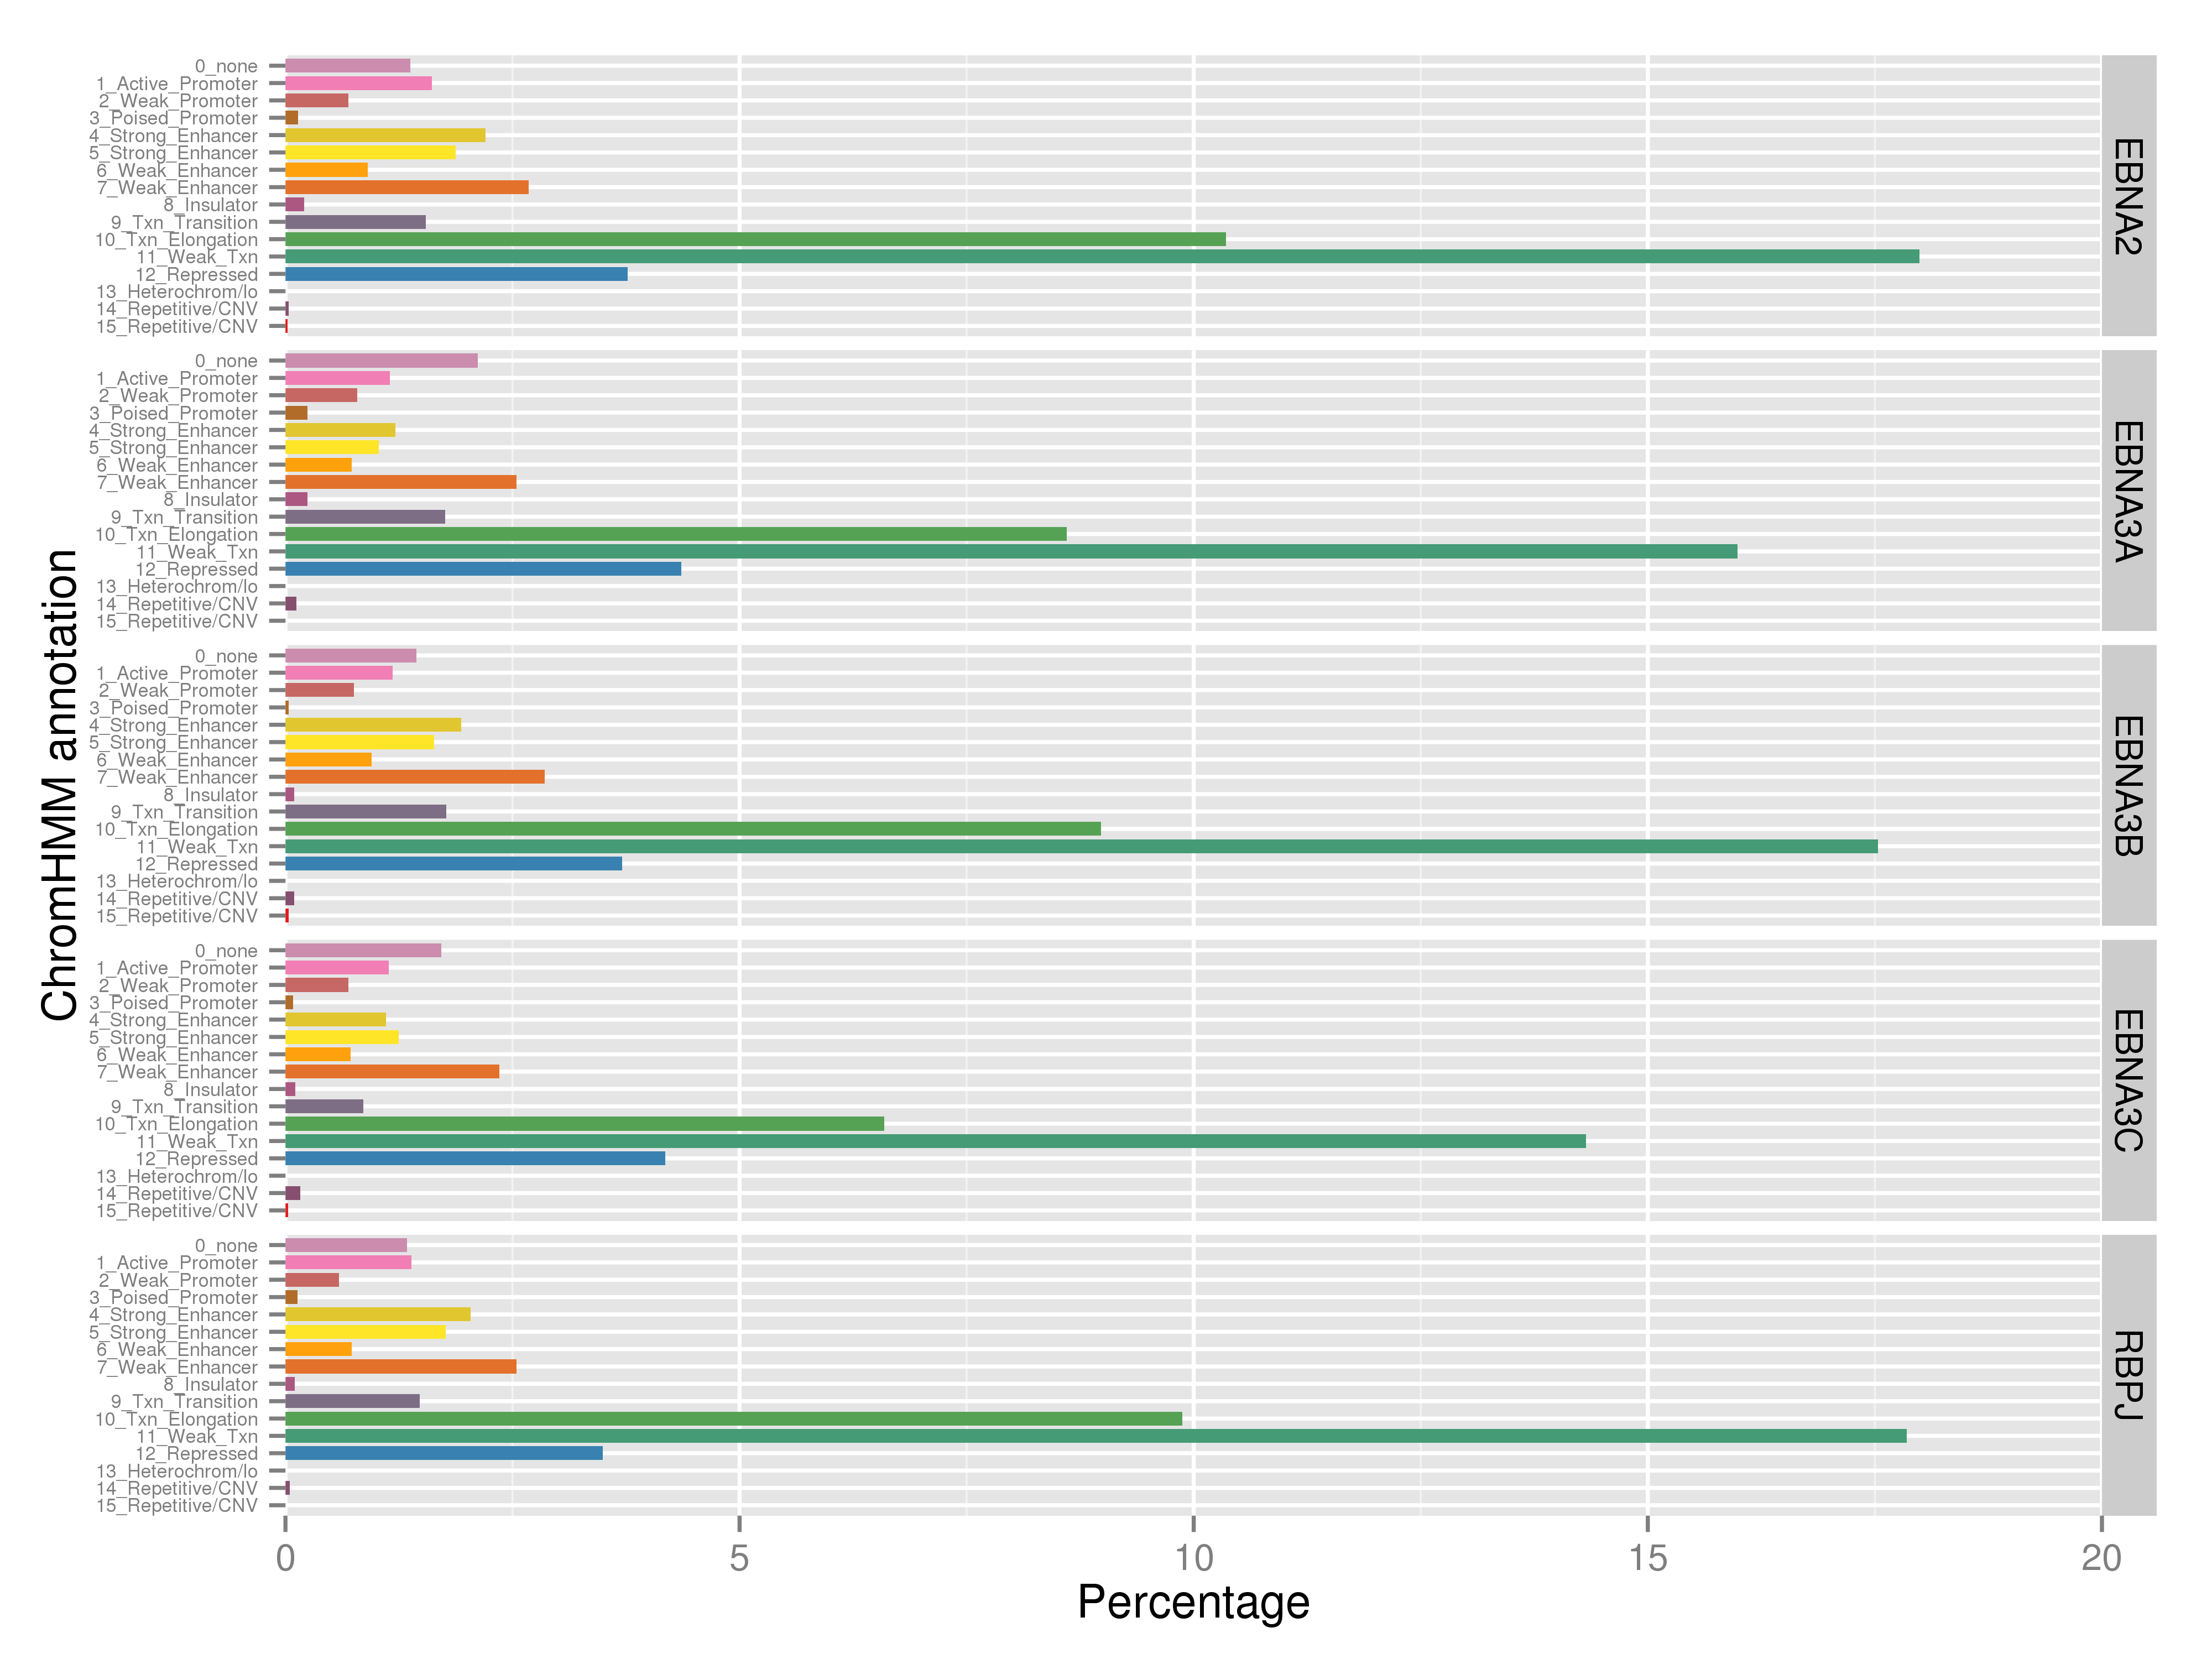 ChromHMM annotation
0_none
1_Active_Promoter
2_Weak_Promoter
3_Poised_Promoter
4_Strong_Enhancer
5_Strong_Enhancer
6_Weak_Enhancer
7_Weak_Enhancer
8_Insulator
9_Txn_Transition
10_Txn_Elongation
11_Weak_Txn
12_Repressed
13_Heterochrom/lo
14_Repetitive/CNV
15_Repetitive/CNV
EBNA2
0_none
1_Active_Promoter
2_Weak_Promoter
3_Poised_Promoter
4_Strong_Enhancer
5_Strong_Enhancer
6_Weak_Enhancer
7_Weak_Enhancer
8_Insulator
9_Txn_Transition
10_Txn_Elongation
11_Weak_Txn
12_Repressed
13_Heterochrom/lo
14_Repetitive/CNV
15_Repetitive/CNV
EBNA3A
0_none
1_Active_Promoter
2_Weak_Promoter
3_Poised_Promoter
4_Strong_Enhancer
5_Strong_Enhancer
6_Weak_Enhancer
7_Weak_Enhancer
8_Insulator
9_Txn_Transition
10_Txn_Elongation
11_Weak_Txn
12_Repressed
13_Heterochrom/lo
14_Repetitive/CNV
15_Repetitive/CNV
EBNA3B
0_none
1_Active_Promoter
2_Weak_Promoter
3_Poised_Promoter
4_Strong_Enhancer
5_Strong_Enhancer
6_Weak_Enhancer
7_Weak_Enhancer
8_Insulator
9_Txn_Transition
10_Txn_Elongation
11_Weak_Txn
12_Repressed
13_Heterochrom/lo
14_Repetitive/CNV
15_Repetitive/CNV
EBNA3C
0_none
1_Active_Promoter
2_Weak_Promoter
3_Poised_Promoter
4_Strong_Enhancer
5_Strong_Enhancer
6_Weak_Enhancer
7_Weak_Enhancer
8_Insulator
9_Txn_Transition
10_Txn_Elongation
11_Weak_Txn
12_Repressed
13_Heterochrom/lo
14_Repetitive/CNV
15_Repetitive/CNV
RBPJ
0 5 10 15 20
Percentage